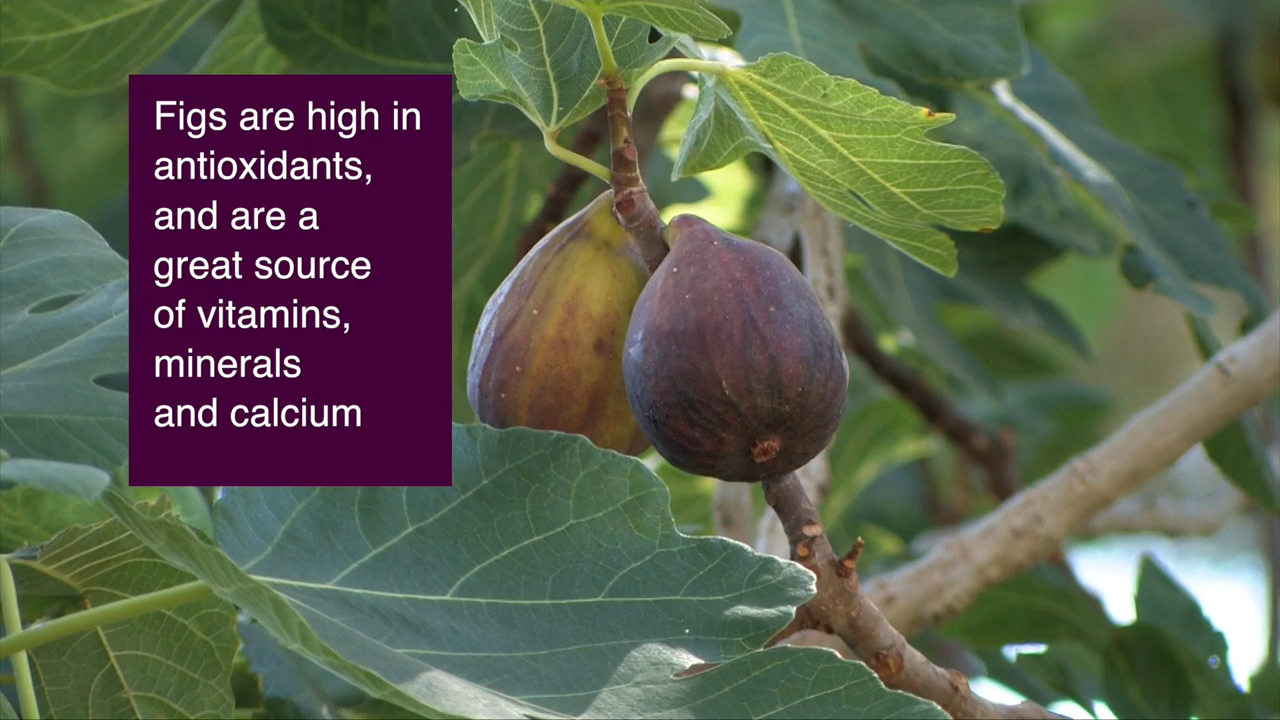 Figs are high in
antioxidants,
and are a
great source
of vitamins,
minerals
and calcium